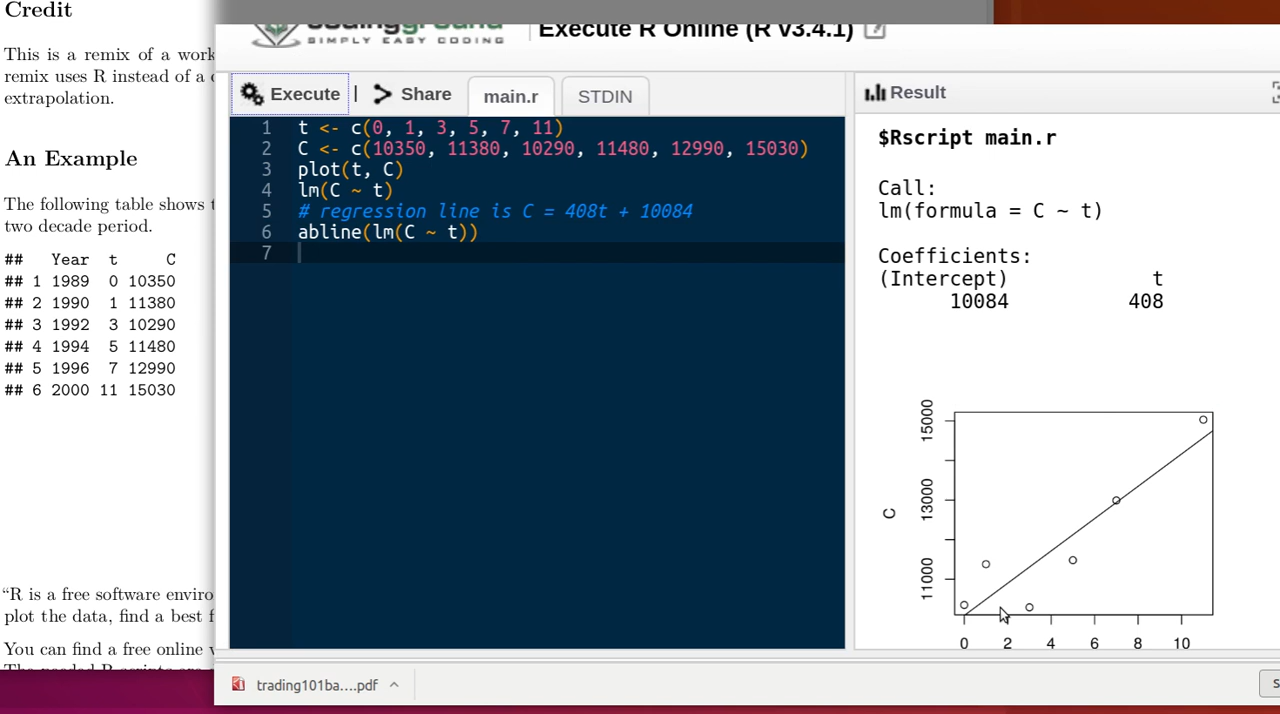 Credit
This is a remix of a work
remix uses R instead of a
extrapolation.
An Example
The following table shows
two decade period.
## Year t C
## 1 1989 0 10350
## 2 1990 1 11380
## 3 1992 3 10290
## 4 1994 5 11480
## 5 1996 7 12990
## 6 2000 11 15030
“R is a free software enviro
plot the data, find a best f
You can find a free online
SIMPLY EASY CODING
Execute R Online (R v3.4.1)
Execute | Share main.r STDIN
1 t <- c(0, 1, 3, 5, 7, 11)
2 C <- c(10350, 11380, 10290, 11480, 12990, 15030)
3 plot(t, C)
4 lm(C ~ t)
5 # regression line is C = 408t + 10084
6 abline(lm(C ~ t))
7
Result
$Rscript main.r
Call:
lm(formula = C ~ t)
Coefficients:
(Intercept) t
10084 408
15000
13000
11000
C
0 2 4 6 8 10
trading101ba....pdf